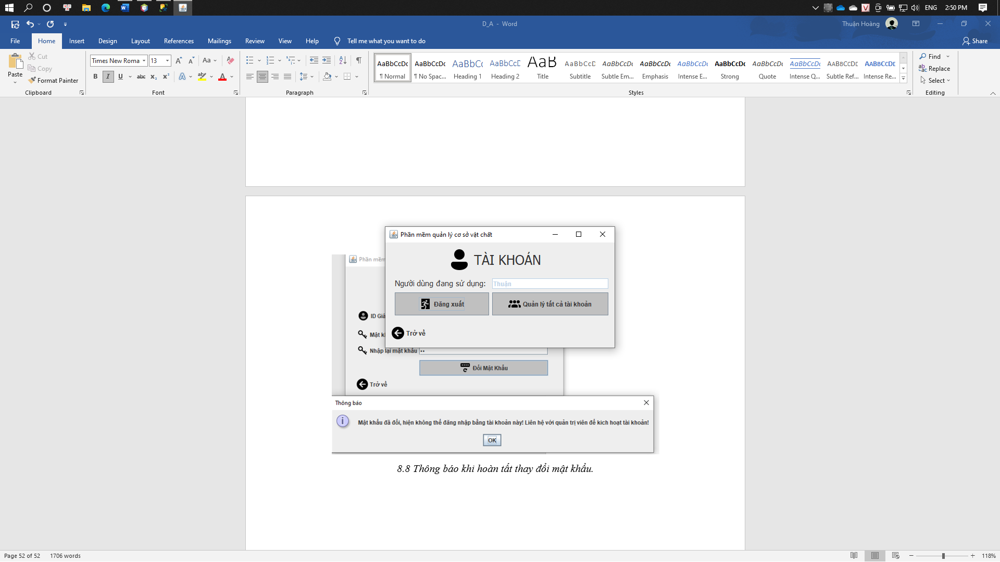 ENG
2:50 PM
D_A - Word
Thuận Hoàng
File
Home
Insert
Design
Layout
References
Mailings
Review
View
Help
Tell me what you want to do
Share
Paste
Cut
Copy
Format Painter
Clipboard
Times New Roma
13
Font
Paragraph
AaBbCcDc
¶ Normal
AaBbCcDc
¶ No Spac...
AaBbCc
Heading 1
AaBbCcD
Heading 2
AaB
Title
AaBbCcD
Subtitle
AaBbCcDc
Subtle Em...
AaBbCcDc
Emphasis
AaBbCcDc
Intense E...
AaBbCcDc
Strong
AaBbCcDc
Quote
AaBbCcDc
Intense Q...
AABBCCDD
Subtle Ref...
AABBCCDD
Intense Re...
Styles
Find
Replace
Select
Editing
Phần mềm quản lý cơ sở vật chất
TÀI KHOẢN
Người dùng đang sử dụng:
Thuận
Đăng xuất
Quản lý tất cả tài khoản
Trở về
Phần mềm
ID Giá
Mật k
Nhập lại mật khẩu
Đổi Mật Khẩu
Trở về
Thông báo
Mật khẩu đã đổi, hiện không thể đăng nhập bằng tài khoản này! Liên hệ với quản trị viên để kich hoạt tài khoản!
OK
8.8 Thông báo khi hoàn tất thay đổi mật khẩu.
Page 52 of 52
1706 words
118%